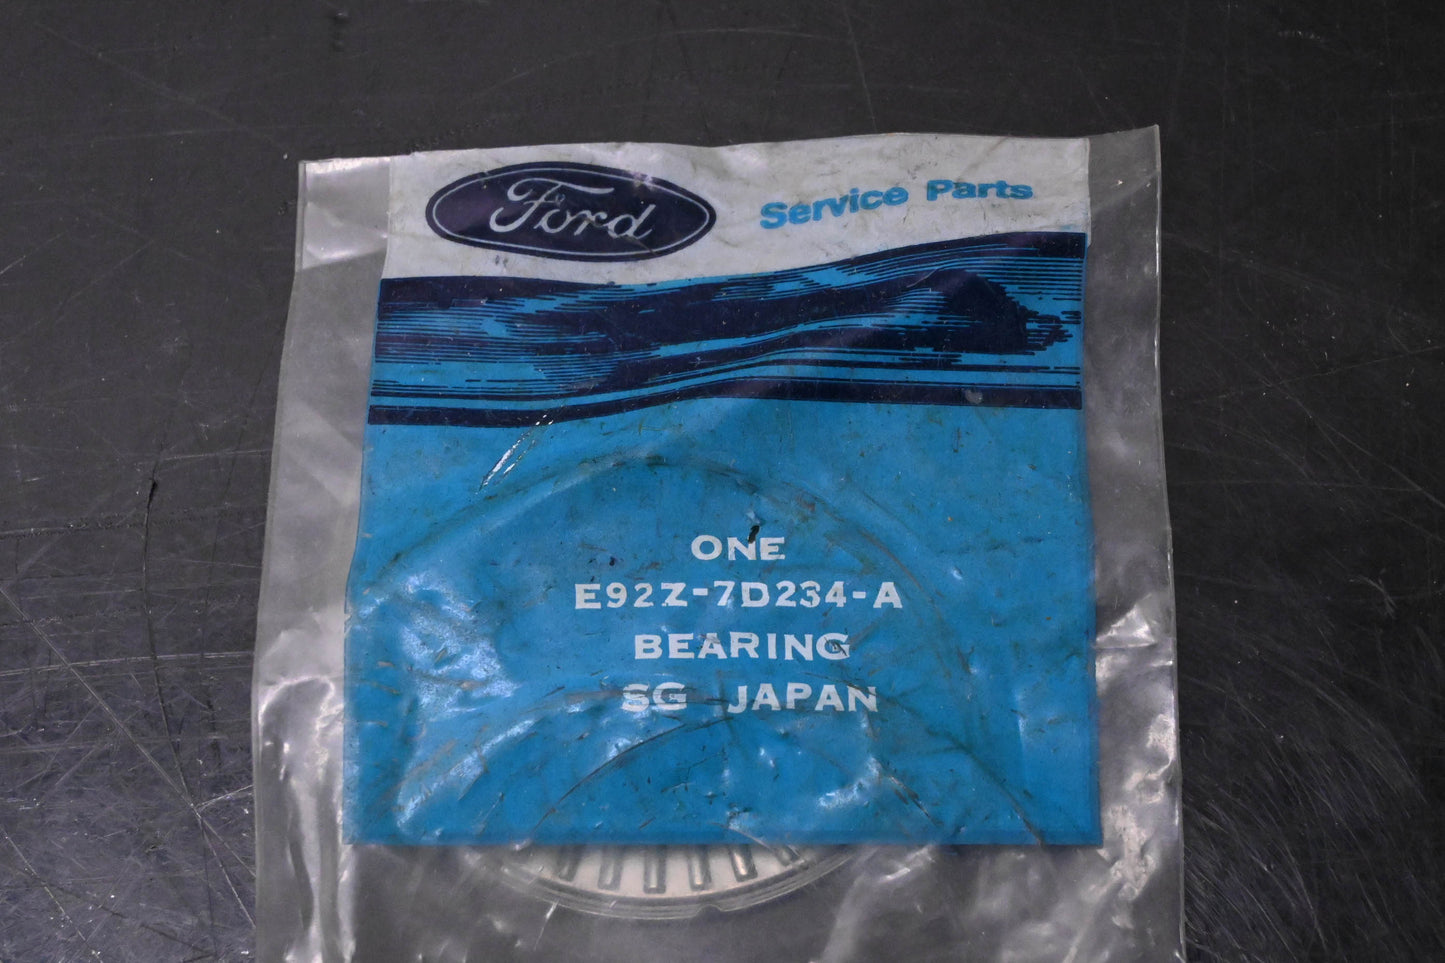 Ford
Service Parts
ONE
E92Z-7D234-A
BEARING
SG JAPAN